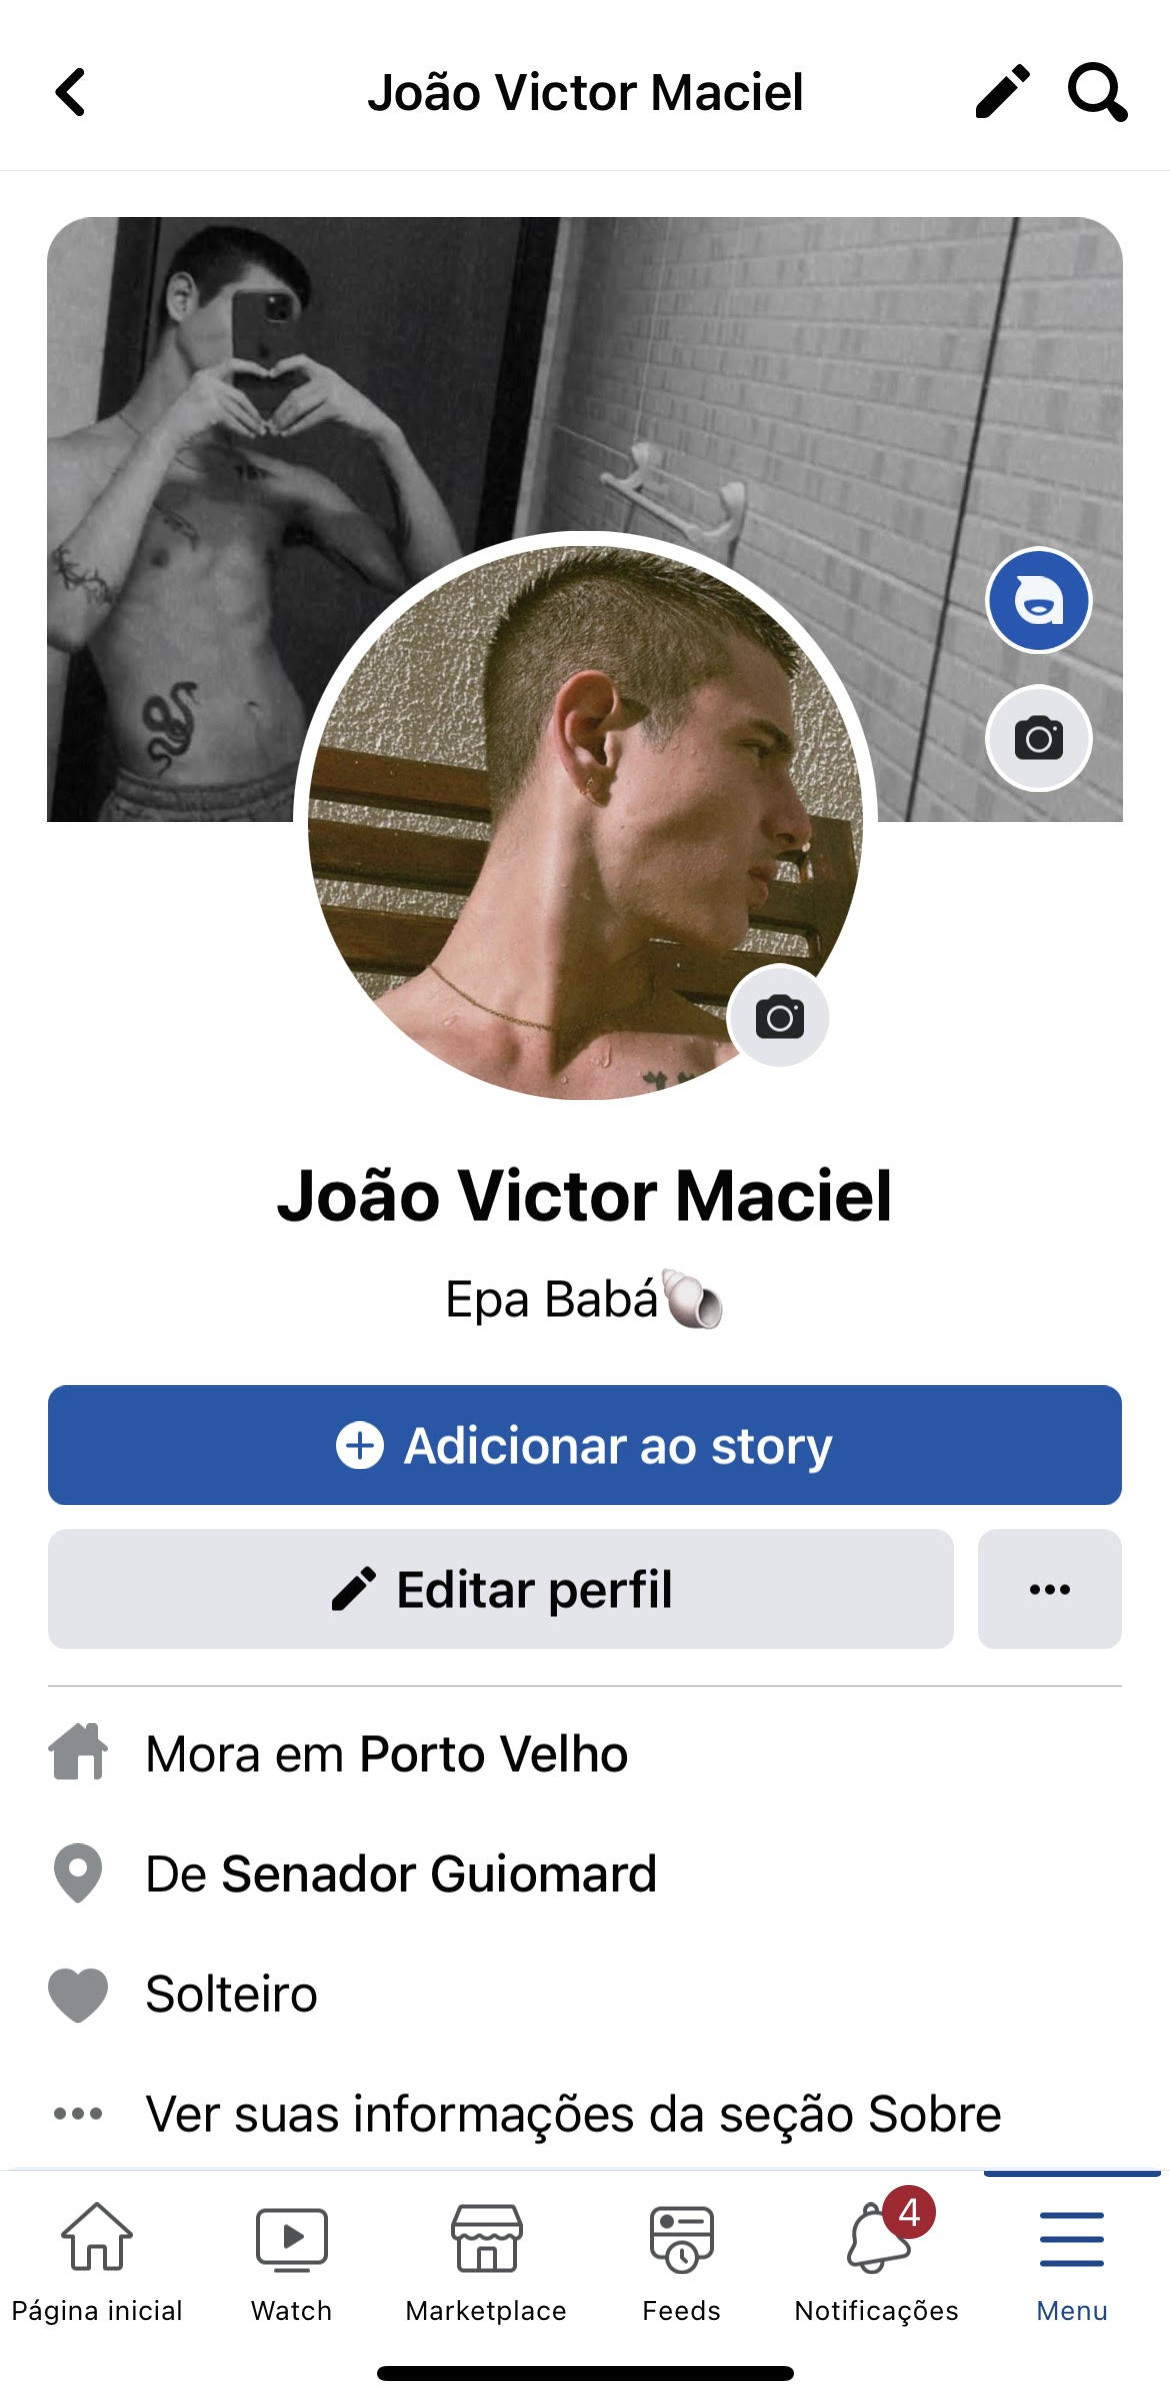 João Victor Maciel
João Victor Maciel
Epa Babá🐚
Adicionar ao story
Editar perfil
Mora em Porto Velho
De Senador Guiomard
Solteiro
Ver suas informações da seção Sobre
4
Página inicial
Watch
Marketplace
Feeds
Notificações
Menu